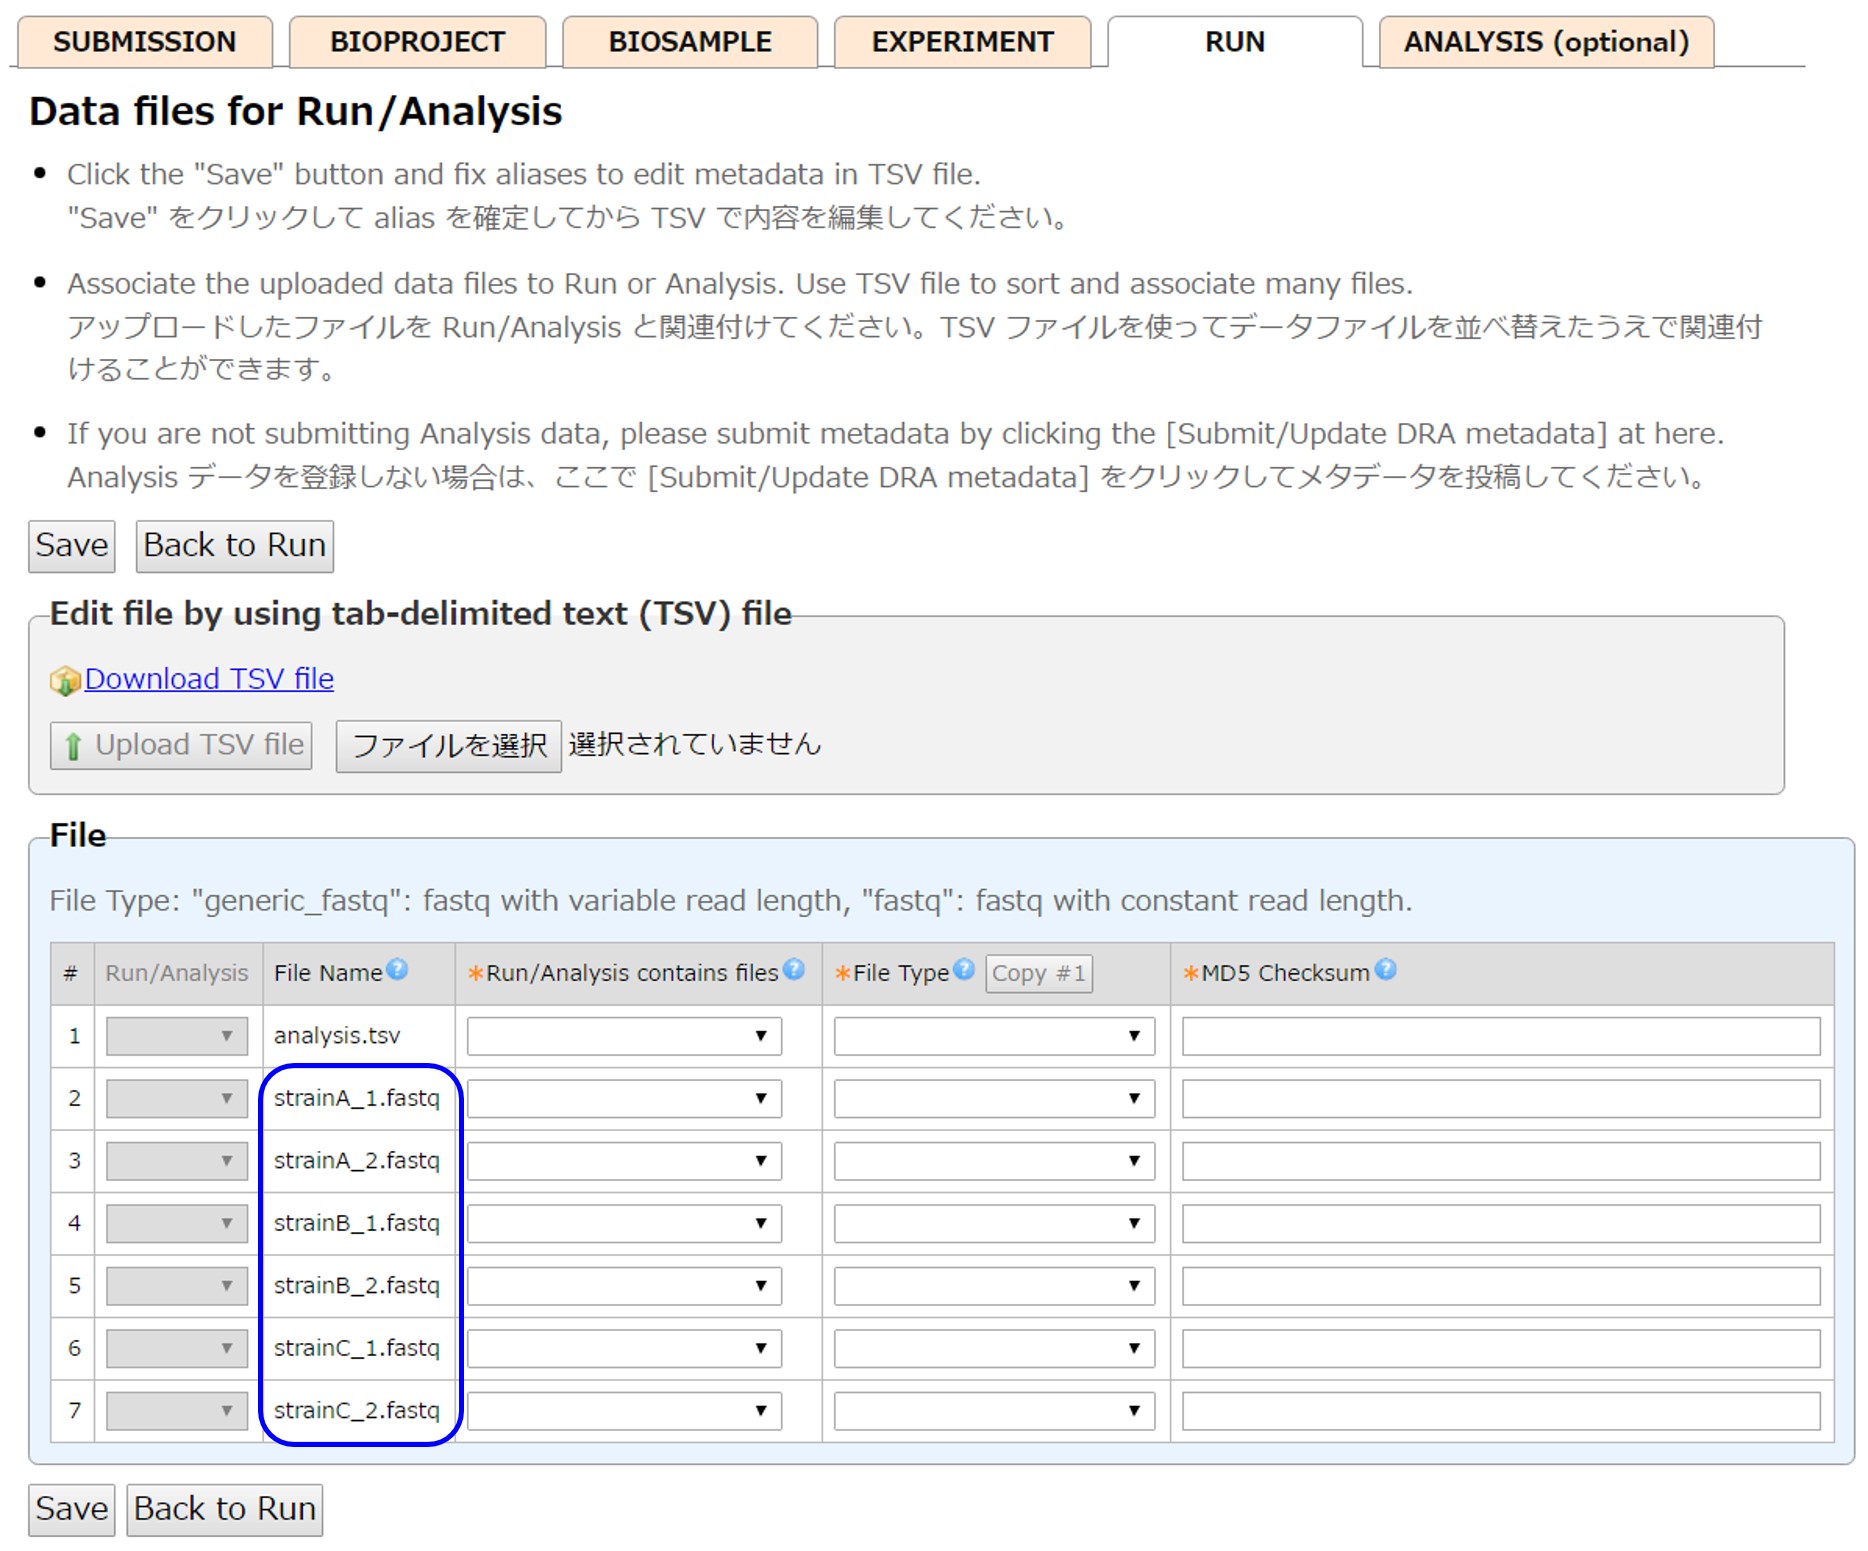 SUBMISSION BIOPROJECT BIOSAMPLE EXPERIMENT RUN ANALYSIS (optional)
Data files for Run/Analysis
• Click the "Save" button and fix aliases to edit metadata in TSV file.
"Save" をクリックして alias を確定してから TSV で内容を編集してください。
• Associate the uploaded data files to Run or Analysis. Use TSV file to sort and associate many files.
アップロードしたファイルを Run/Analysis と関連付けてください。TSV ファイルを使ってデータファイルを並べ替えたうえで関連付
けることができます。
• If you are not submitting Analysis data, please submit metadata by clicking the [Submit/Update DRA metadata] at here.
Analysis データを登録しない場合は、ここで [Submit/Update DRA metadata] をクリックしてメタデータを投稿してください。
Save Back to Run
Edit file by using tab-delimited text (TSV) file
Download TSV file
Upload TSV file ファイルを選択 選択されていません
File
File Type: "generic_fastq": fastq with variable read length, "fastq": fastq with constant read length.
# Run/Analysis File Name? *Run/Analysis contains files? *File Type? Copy #1 *MD5 Checksum?
1 analysis.tsv
2 strainA_1.fastq
3 strainA_2.fastq
4 strainB_1.fastq
5 strainB_2.fastq
6 strainC_1.fastq
7 strainC_2.fastq
Save Back to Run